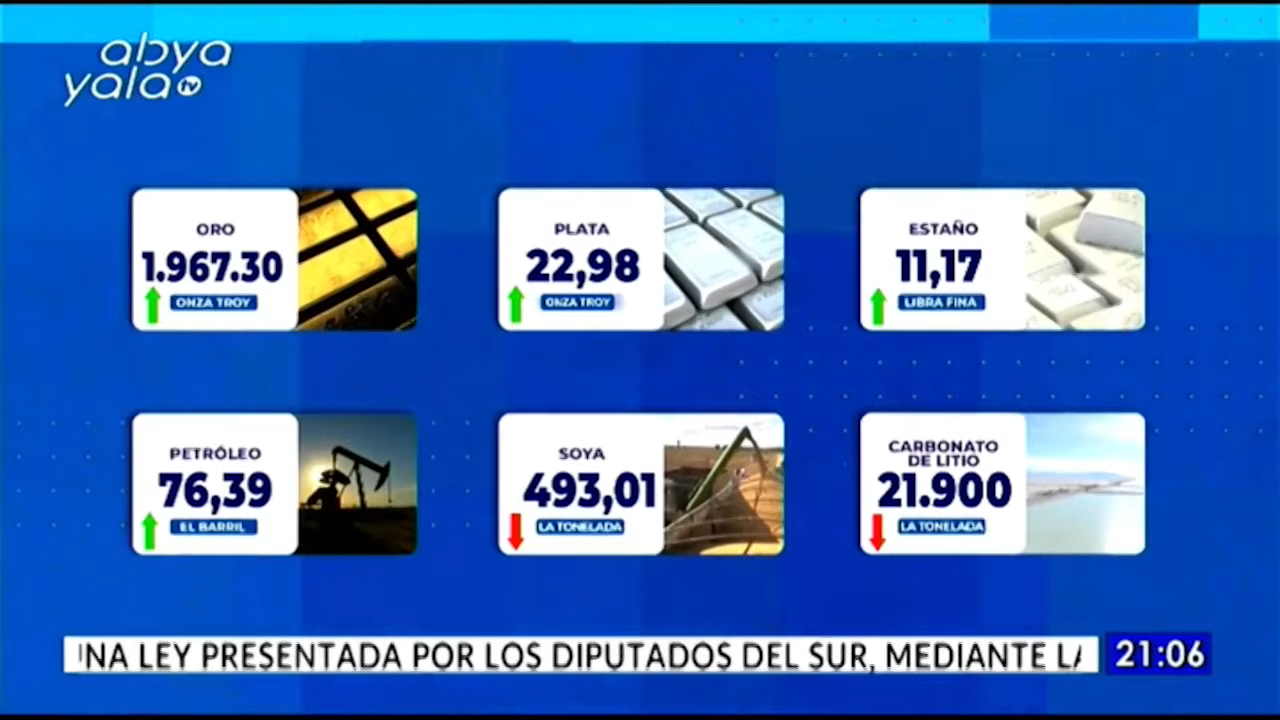 abya
yala tv
ORO
1.967.30
ONZA TROY
PLATA
22,98
ONZA TROY
ESTAÑO
11,17
LIBRA FINA
PETRÓLEO
76,39
EL BARRIL
SOYA
493,01
LA TONELADA
CARBONATO
DE LITIO
21.900
LA TONELADA
NA LEY PRESENTADA POR LOS DIPUTADOS DEL SUR, MEDIANTE
21:06